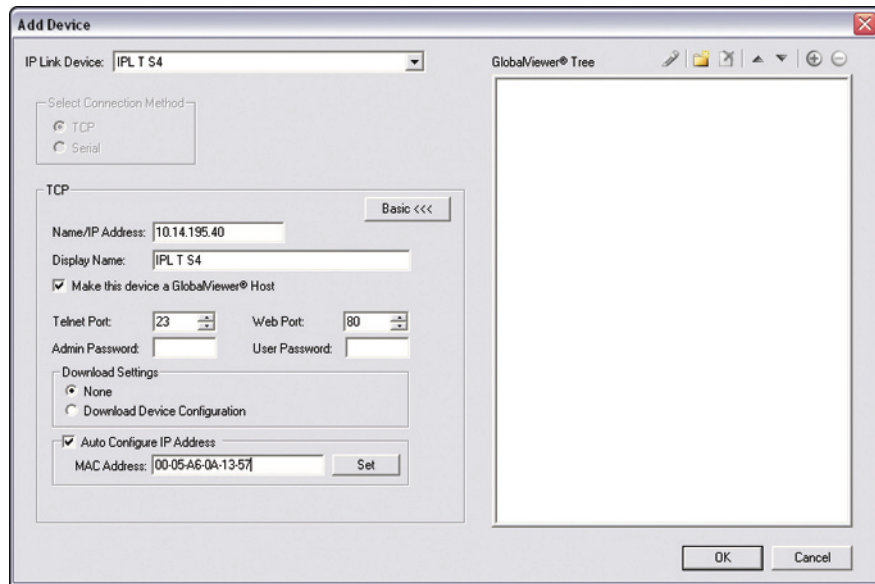 Add Device
IP Link Device: IPL T S4
GlobalViewer® Tree
Select Connection Method
TCP
Serial
TCP
Basic <<<
Name/IP Address: 10.14.195.40
Display Name: IPL T S4
Make this device a GlobalViewer® Host
Telnet Port: 23 Web Port: 80
Admin Password: User Password:
Download Settings
None
Download Device Configuration
Auto Configure IP Address
MAC Address: 00-05-A6-0A-13-57 Set
OK Cancel